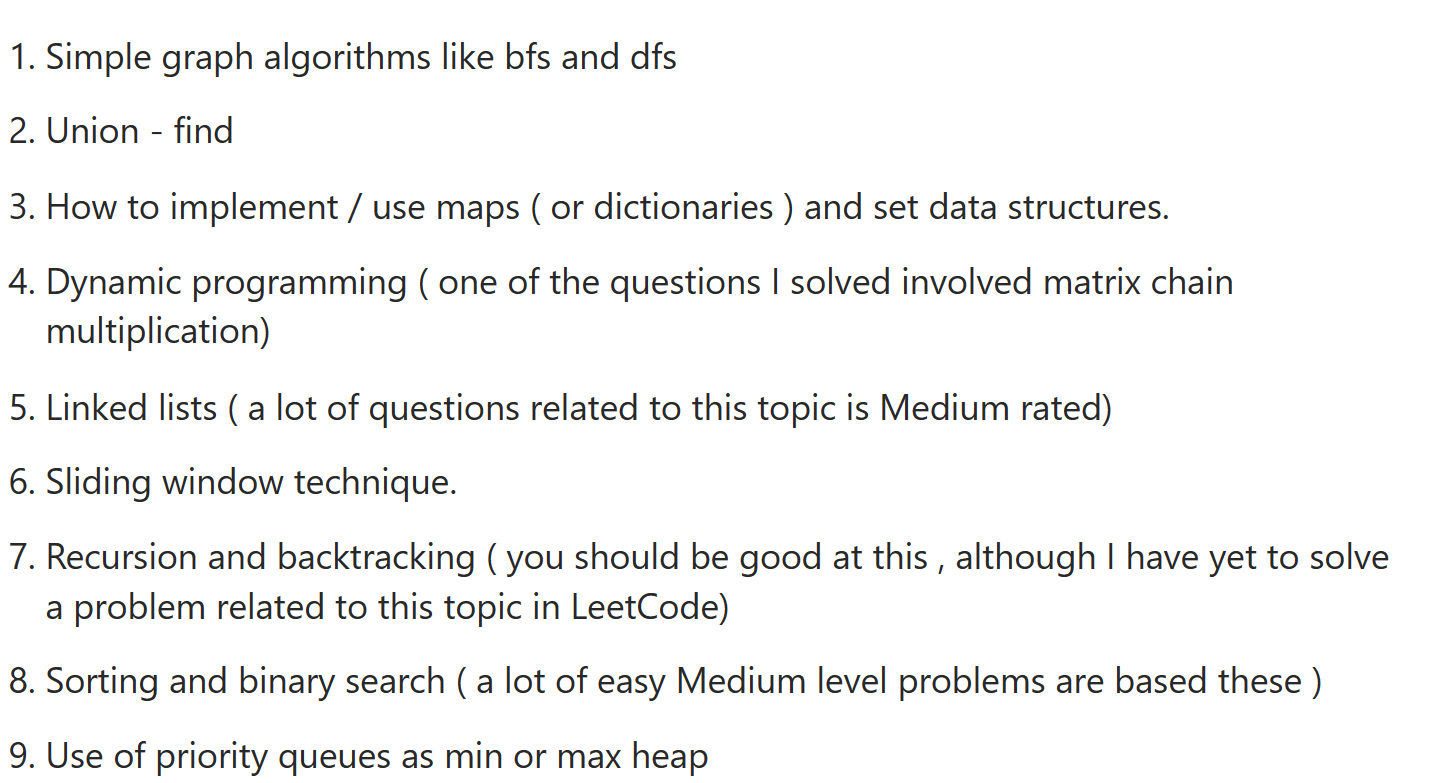 1. Simple graph algorithms like bfs and dfs
2. Union - find
3. How to implement / use maps ( or dictionaries ) and set data structures.
4. Dynamic programming ( one of the questions I solved involved matrix chain
multiplication)
5. Linked lists ( a lot of questions related to this topic is Medium rated)
6. Sliding window technique.
7. Recursion and backtracking ( you should be good at this , although I have yet to solve
a problem related to this topic in LeetCode)
8. Sorting and binary search ( a lot of easy Medium level problems are based these )
9. Use of priority queues as min or max heap